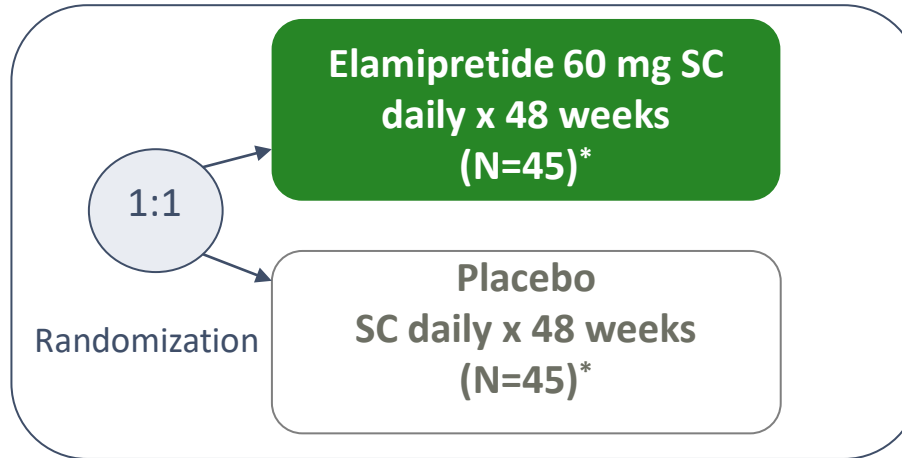 Elamipretide 60 mg SC
daily x 48 weeks
(N=45)*
1:1
Randomization
Placebo
SC daily x 48 weeks
(N=45)*